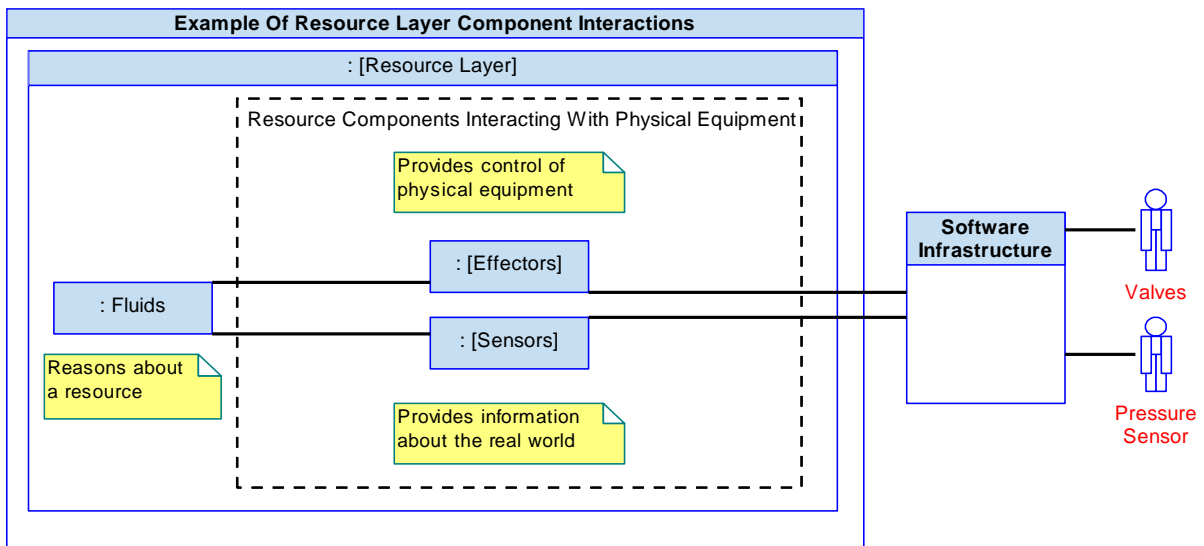 Example Of Resource Layer Component Interactions
: [Resource Layer]
Resource Components Interacting With Physical Equipment
Provides control of
physical equipment
: [Effectors]
: Fluids
: [Sensors]
Reasons about
a resource
Provides information
about the real world
Software
Infrastructure
Valves
Pressure
Sensor